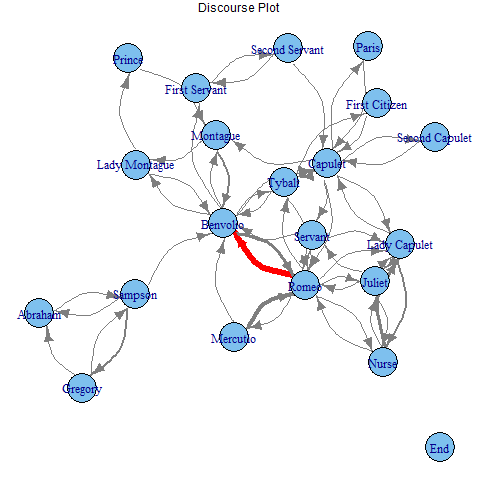 Discourse Plot
Second Servant
Paris
Prince
First Servant
First Citizen
Montague
Second Capulet
Lady Montague
Capulet
Tybalt
Benvolio
Servant
Lady Capulet
Juliet
Romeo
Sampson
Abraham
Mercutio
Nurse
Gregory
End